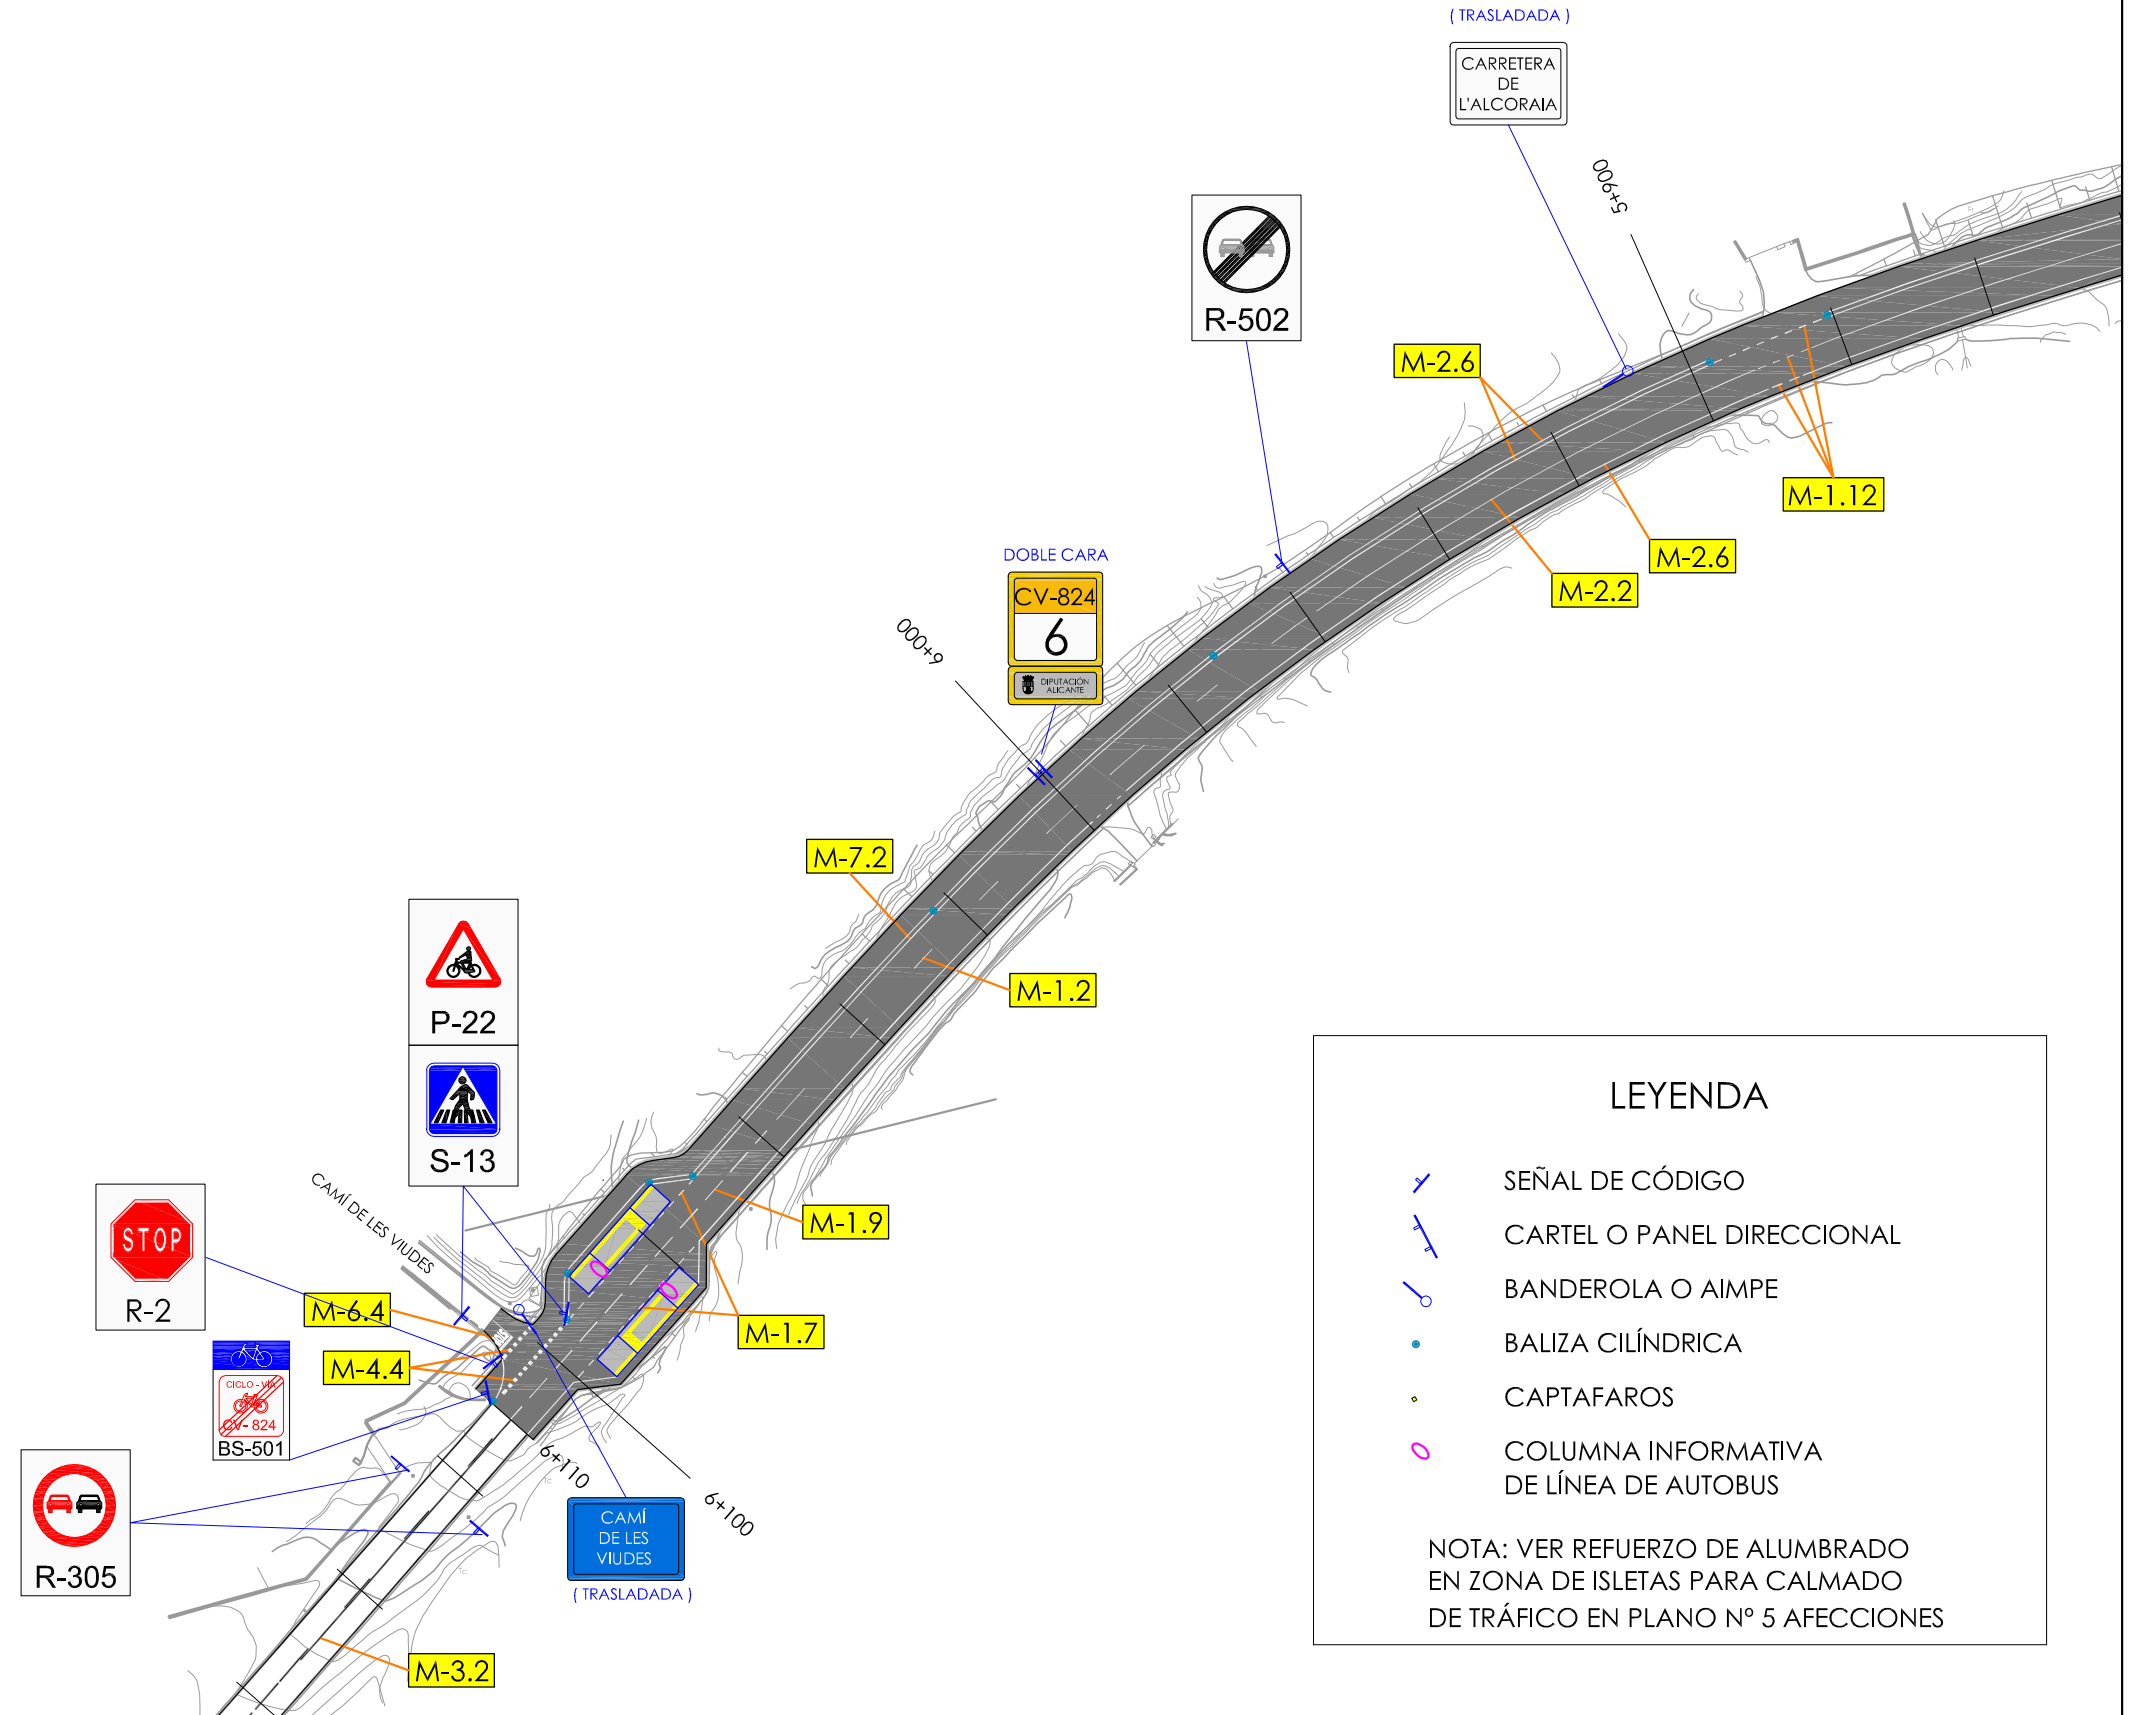 ( TRASLADADA )
CARRETERA
DE
L'ALCORAIA
5+900
R-502
M-2.6
M-1.12
M-2.6
M-2.2
DOBLE CARA
CV-824
6
DIPUTACIÓN
ALICANTE
6+000
M-7.2
M-1.2
P-22
S-13
CAMÍ DE LES VIUDES
STOP
R-2
M-1.9
M-6.4
M-1.7
M-4.4
CICLO - VÍA
CV- 824
BS-501
6+110
6+100
R-305
CAMÍ
DE LES
VIUDES
( TRASLADADA )
M-3.2
LEYENDA
SEÑAL DE CÓDIGO
CARTEL O PANEL DIRECCIONAL
BANDEROLA O AIMPE
BALIZA CILÍNDRICA
CAPTAFAROS
COLUMNA INFORMATIVA
DE LÍNEA DE AUTOBUS
NOTA: VER REFUERZO DE ALUMBRADO
EN ZONA DE ISLETAS PARA CALMADO
DE TRÁFICO EN PLANO Nº 5 AFECCIONES